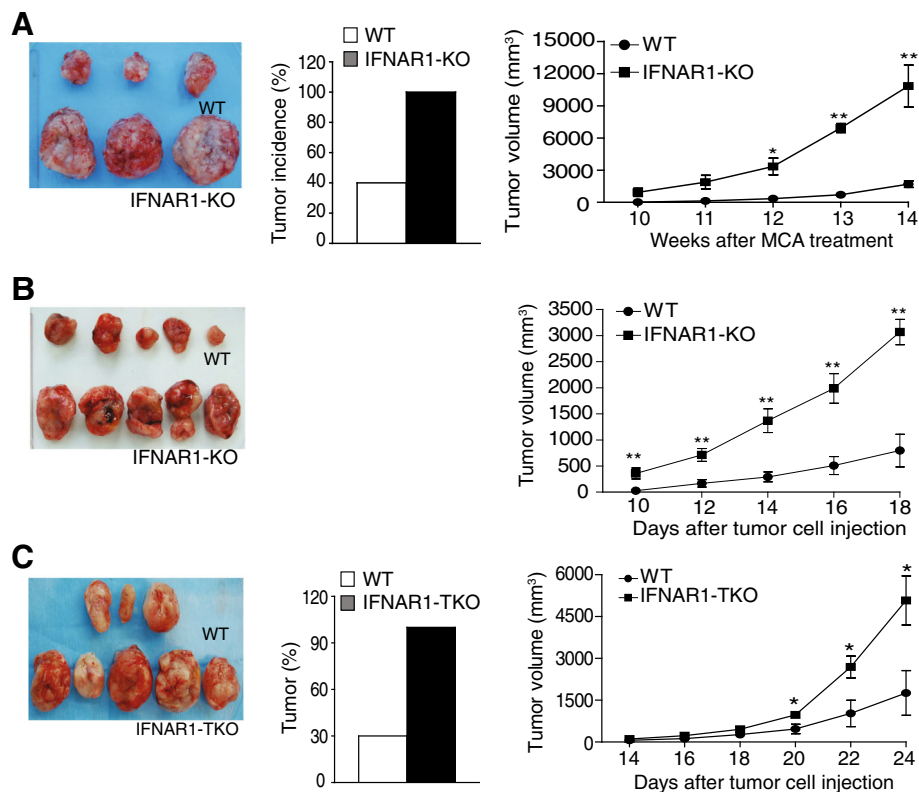 A
WT
IFNAR1-KO
WT
IFNAR1-KO
Tumor incidence (%)
120
100
80
60
40
20
0
WT
IFNAR1-KO
Tumor volume (mm³)
15000
12000
9000
6000
3000
0
*
**
**
10 11 12 13 14
Weeks after MCA treatment
B
WT
IFNAR1-KO
WT
IFNAR1-KO
Tumor volume (mm³)
3500
3000
2500
2000
1500
1000
500
0
**
**
**
**
**
10 12 14 16 18
Days after tumor cell injection
C
WT
IFNAR1-TKO
WT
IFNAR1-TKO
Tumor (%)
120
90
60
30
0
WT
IFNAR1-TKO
Tumor volume (mm³)
6000
4500
3000
1500
0
*
*
*
14 16 18 20 22 24
Days after tumor cell injection